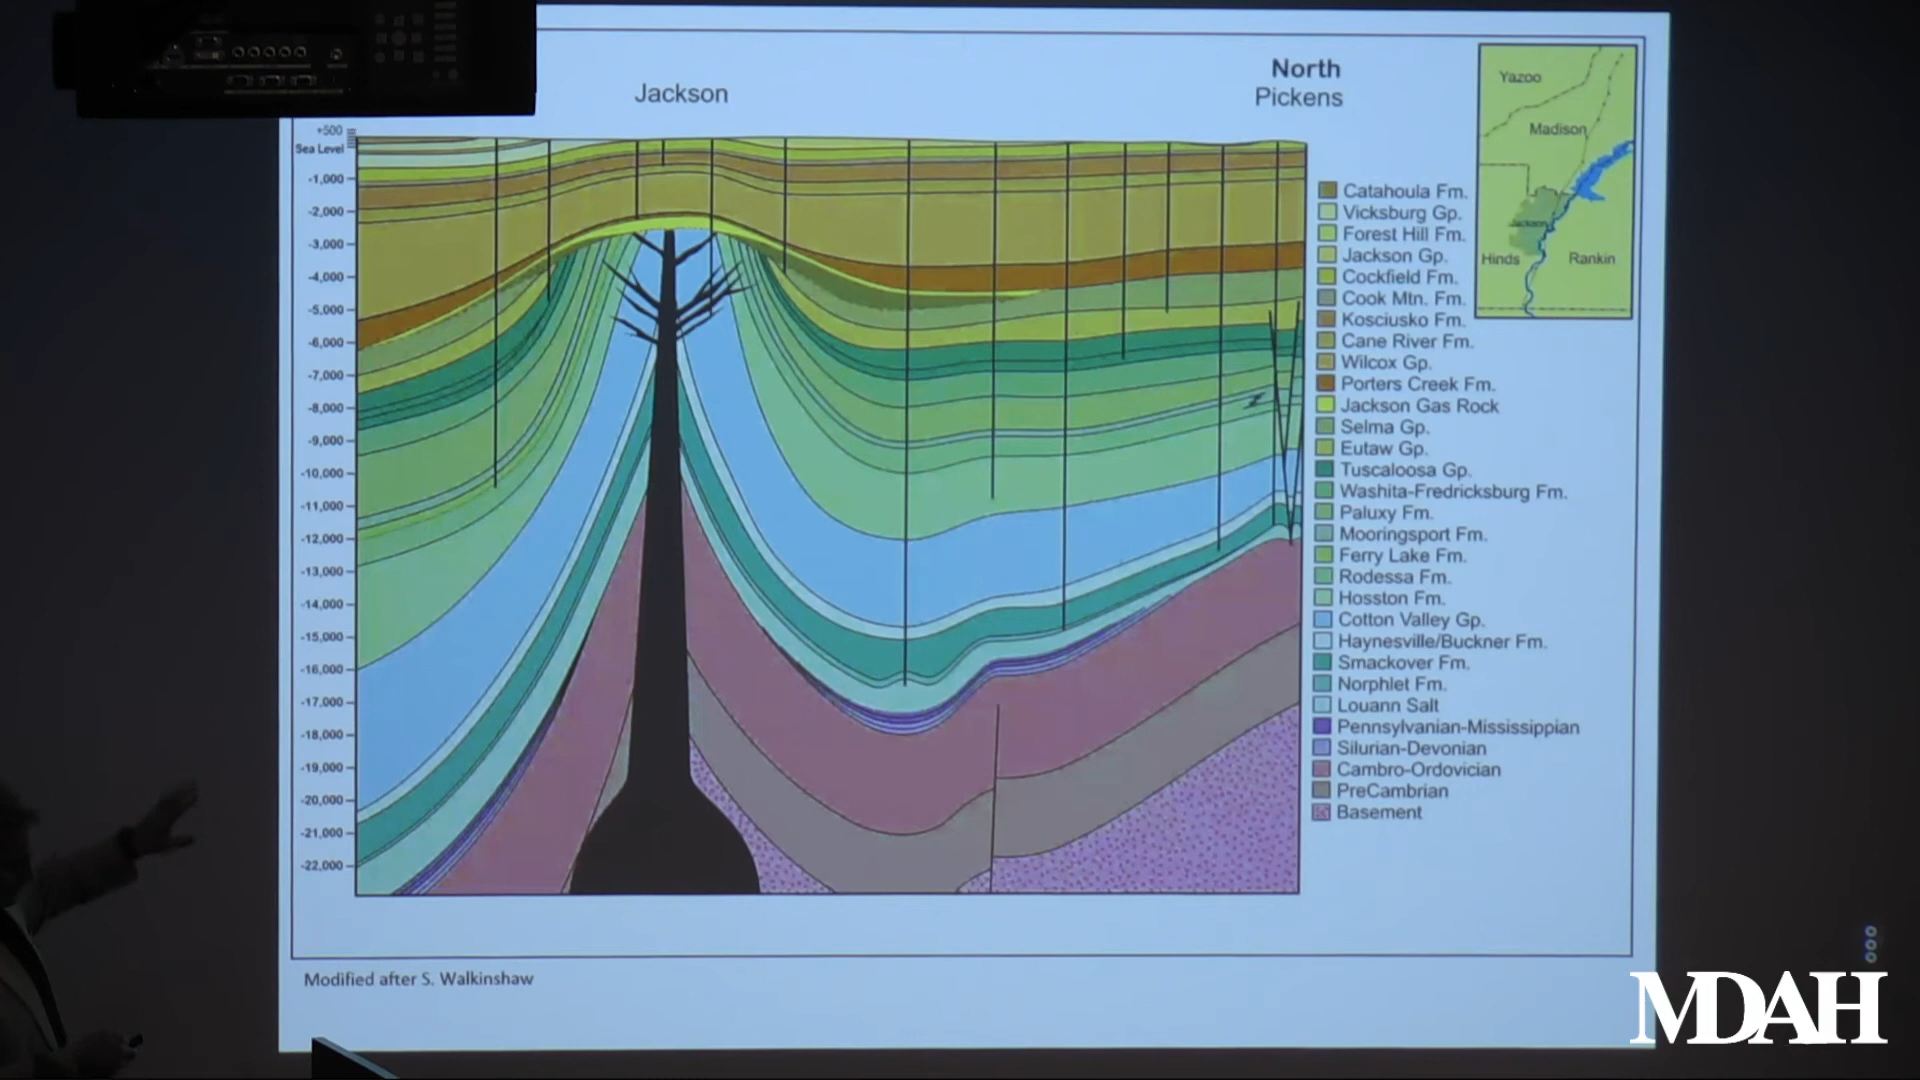 Jackson
North
Pickens
+500
Sea Level
-1,000
-2,000
-3,000
-4,000
-5,000
-6,000
-7,000
-8,000
-9,000
-10,000
-11,000
-12,000
-13,000
-14,000
-15,000
-16,000
-17,000
-18,000
-19,000
-20,000
-21,000
-22,000
Yazoo
Madison
Jackson
Hinds
Rankin
Catahoula Fm.
Vicksburg Gp.
Forest Hill Fm.
Jackson Gp.
Cockfield Fm.
Cook Mtn. Fm.
Kosciusko Fm.
Cane River Fm.
Wilcox Gp.
Porters Creek Fm.
Jackson Gas Rock
Selma Gp.
Eutaw Gp.
Tuscaloosa Gp.
Washita-Fredricksburg Fm.
Paluxy Fm.
Mooringsport Fm.
Ferry Lake Fm.
Rodessa Fm.
Hosston Fm.
Cotton Valley Gp.
Haynesville/Buckner Fm.
Smackover Fm.
Norphlet Fm.
Louann Salt
Pennsylvanian-Mississippian
Silurian-Devonian
Cambro-Ordovician
PreCambrian
Basement
Modified after S. Walkinshaw
MDAH